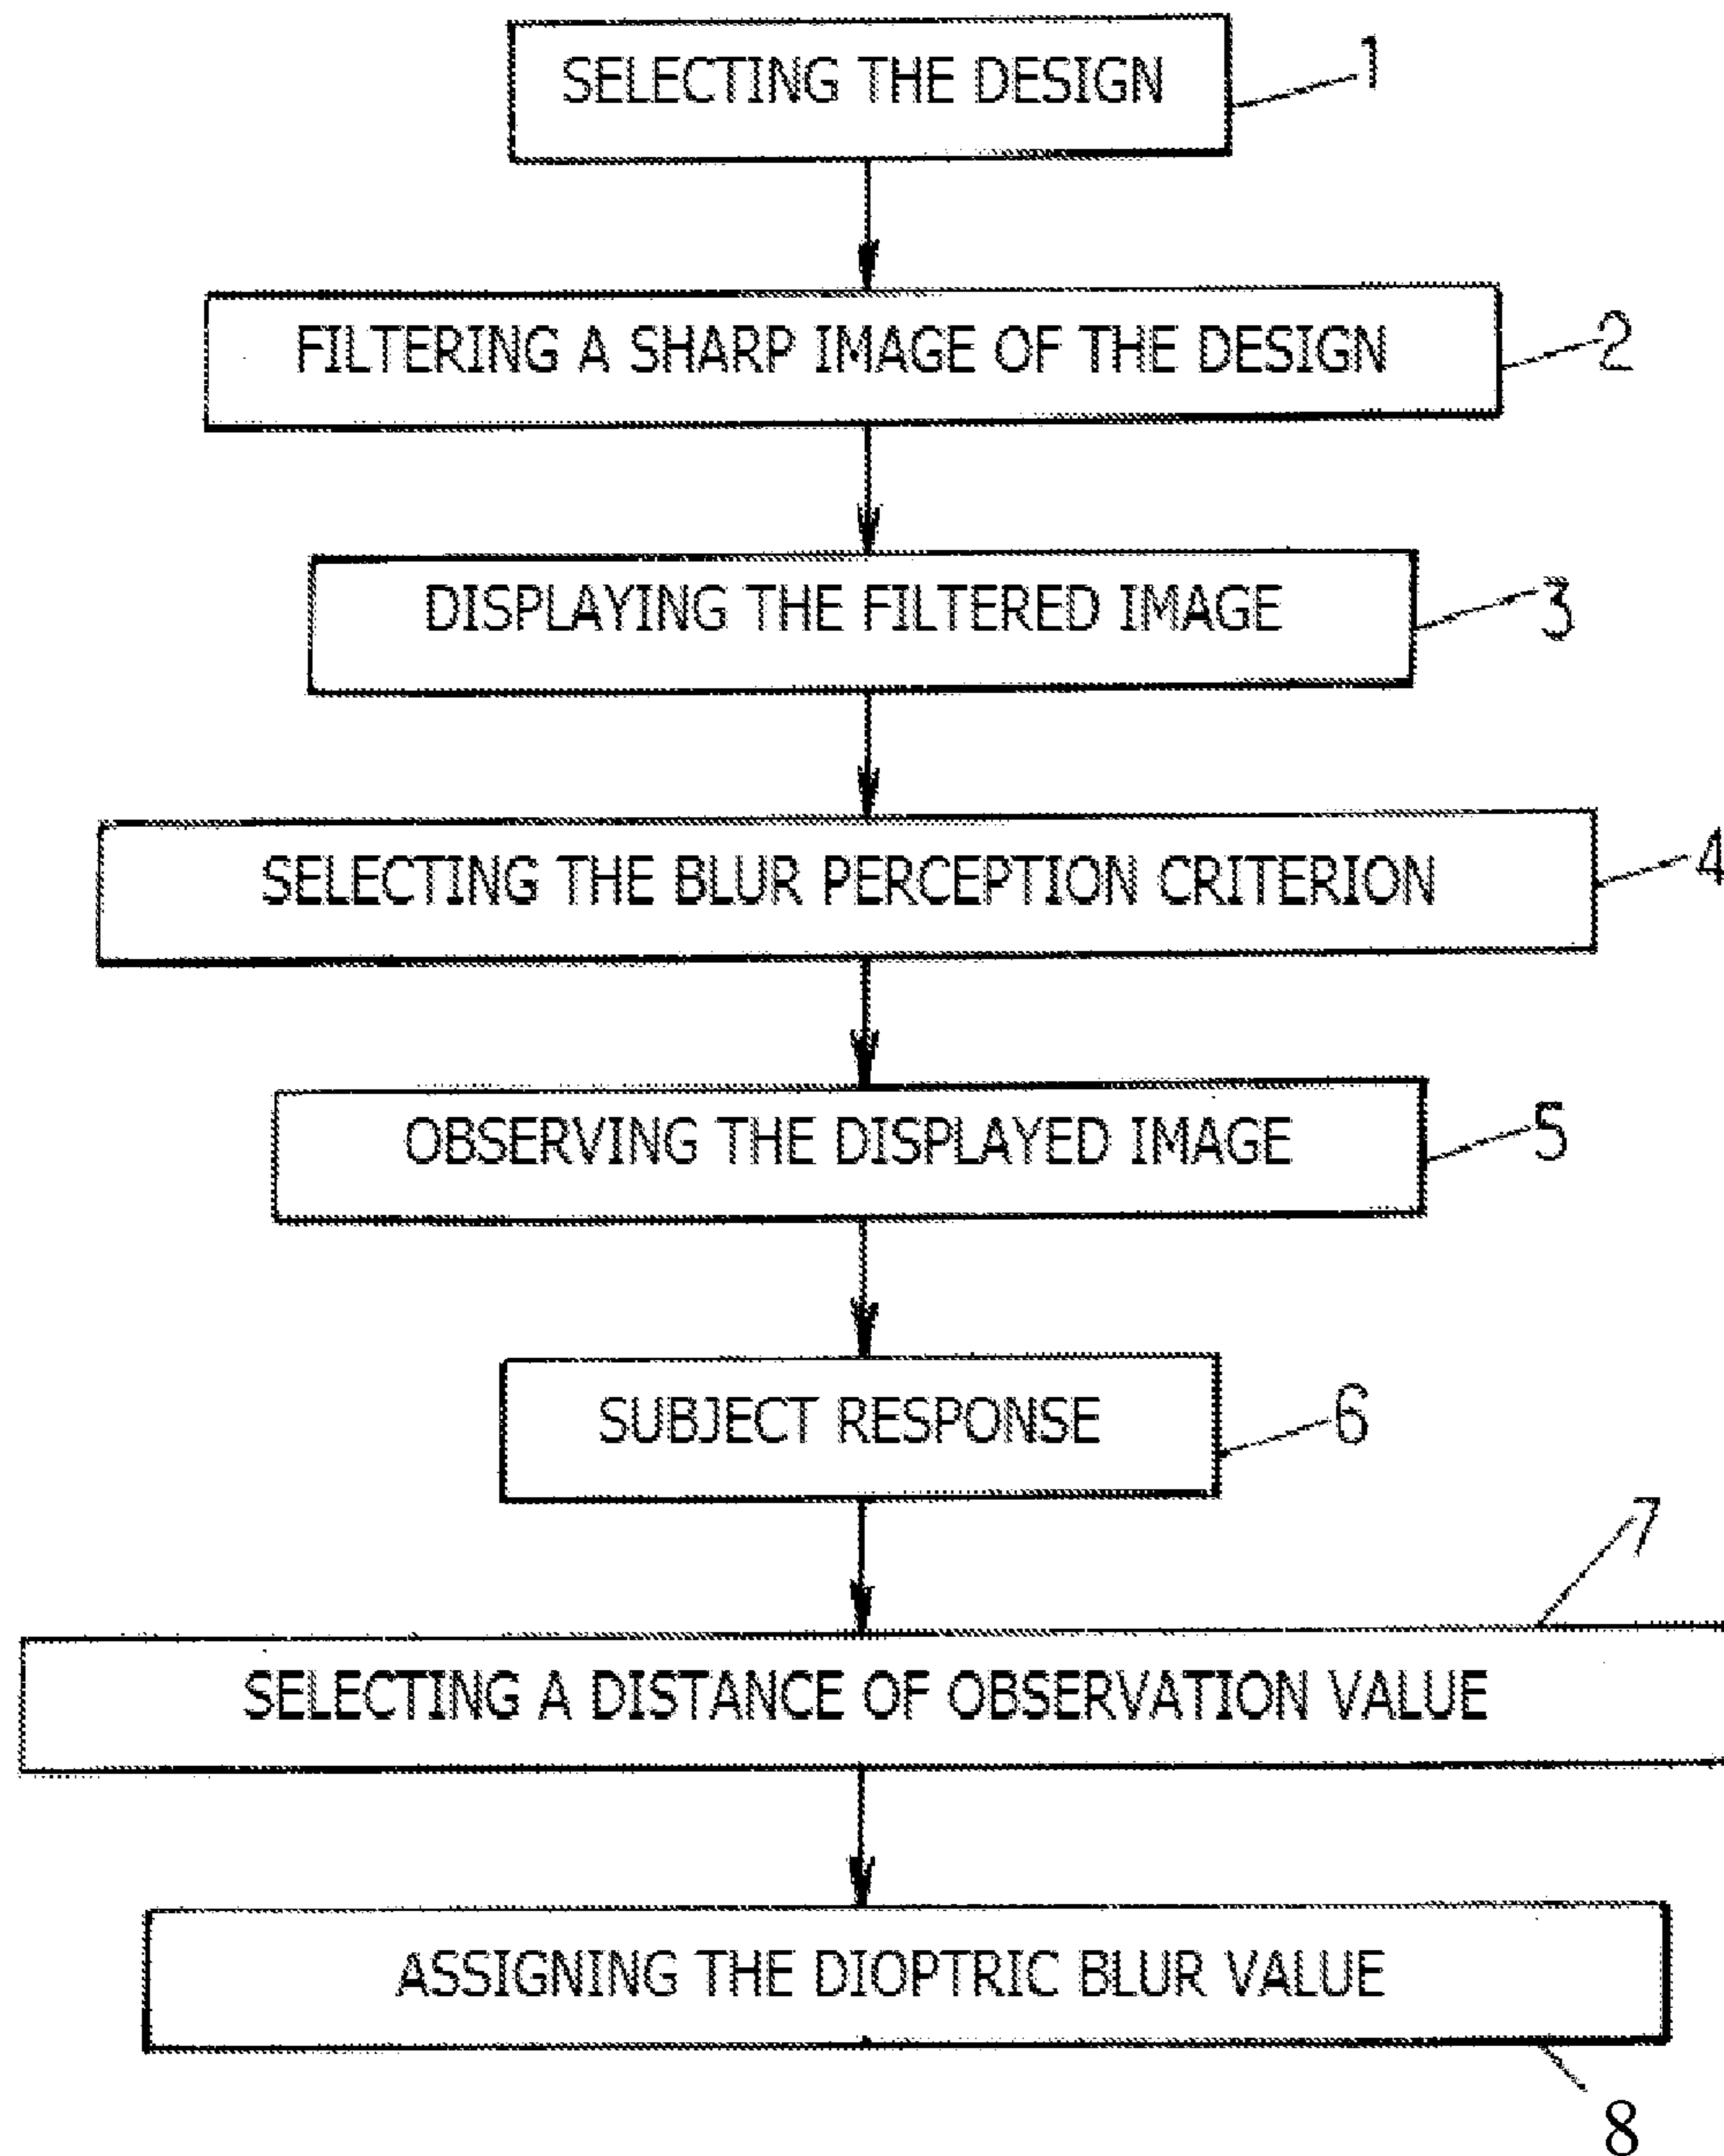 SELECTING THE DESIGN
1
FILTERING A SHARP IMAGE OF THE DESIGN
2
DISPLAYING THE FILTERED IMAGE
3
SELECTING THE BLUR PERCEPTION CRITERION
4
OBSERVING THE DISPLAYED IMAGE
5
SUBJECT RESPONSE
6
7
SELECTING A DISTANCE OF OBSERVATION VALUE
ASSIGNING THE DIOPTRIC BLUR VALUE
8